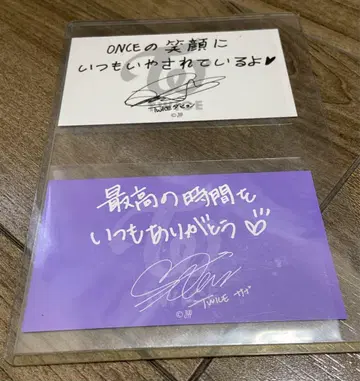 ONCEの笑顔に
いつもいやされているよ♥
TWICE ダヒョン
最高の時間を
いつもありがとう♡
TWICE サナ